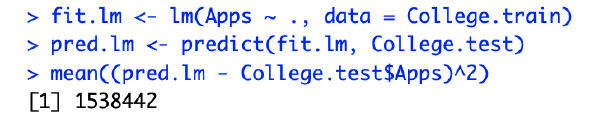 > fit.lm <- lm(Apps ~ ., data = College.train)
> pred.lm <- predict(fit.lm, College.test)
> mean((pred.lm - College.test$Apps)^2)
[1] 1538442